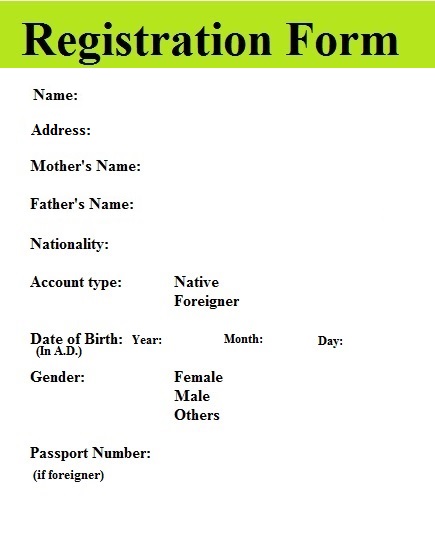 Registration Form
Name:
Address:
Mother's Name:
Father's Name:
Nationality:
Account type: Native
Foreigner
Date of Birth: Year: Month: Day:
(In A.D.)
Gender: Female
Male
Others
Passport Number:
(if foreigner)